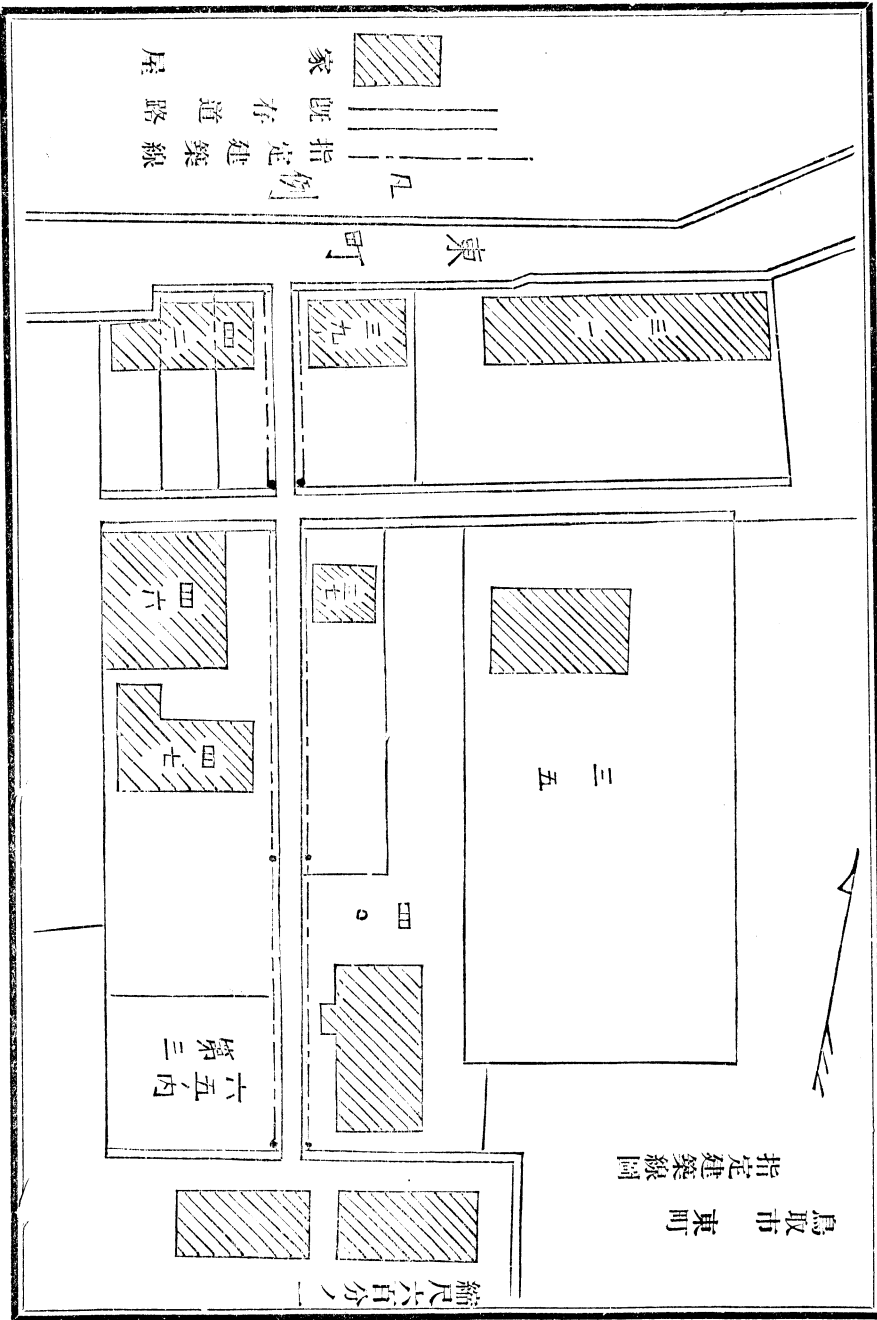 鳥取市 東町
指定建築線圖
縮尺六百分ノ一
凡例
指定建築線
既存道路
家屋
東町
三一
三九
四二
三五
三七
四〇
四六
四七
六五ノ内
第三